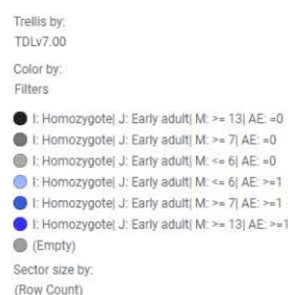 Trellis by:
TDLv7.00
Color by:
Filters
I: Homozygote| J: Early adult| M: >= 13| AE: =0
I: Homozygote| J: Early adult| M: >= 7| AE: =0
I: Homozygote| J: Early adult| M: <= 6| AE: =0
I: Homozygote| J: Early adult| M: <= 6| AE: >=1
I: Homozygote| J: Early adult| M: >= 7| AE: >=1
I: Homozygote| J: Early adult| M: >= 13| AE: >=1
(Empty)
Sector size by:
(Row Count)